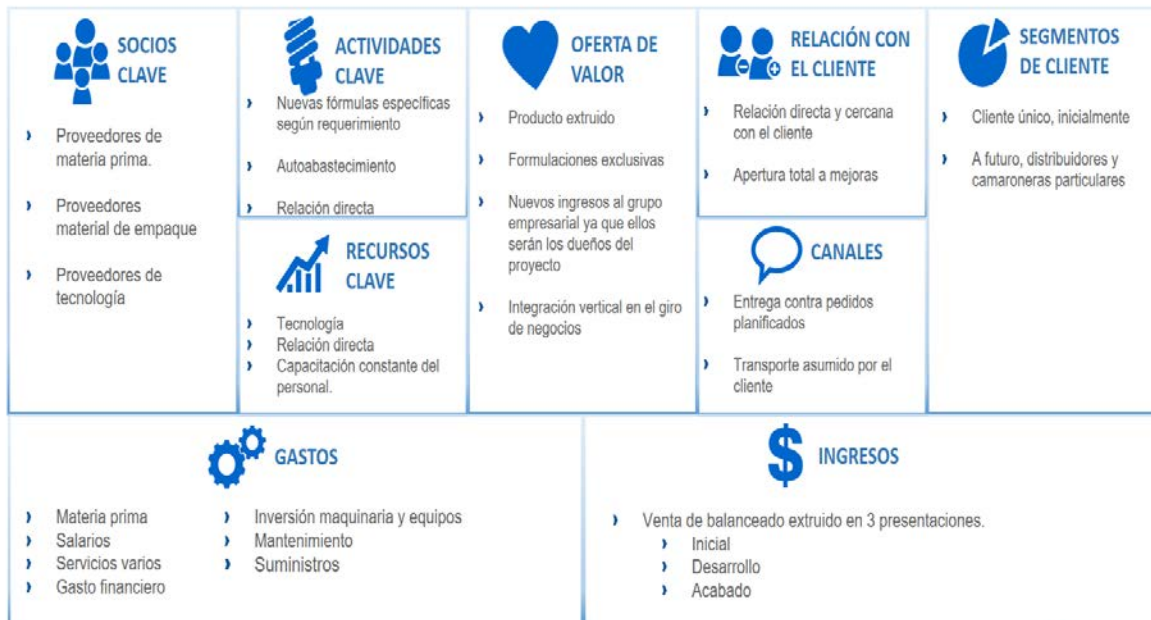 SOCIOS
CLAVE
› Proveedores de
materia prima.
› Proveedores
material de empaque
› Proveedores de
tecnología
ACTIVIDADES
CLAVE
› Nuevas fórmulas específicas
según requerimiento
› Autoabastecimiento
› Relación directa
RECURSOS
CLAVE
› Tecnología
› Relación directa
› Capacitación constante del
personal.
OFERTA DE
VALOR
› Producto extruido
› Formulaciones exclusivas
› Nuevos ingresos al grupo
empresarial ya que ellos
serán los dueños del
proyecto
› Integración vertical en el giro
de negocios
RELACIÓN CON
EL CLIENTE
› Relación directa y cercana
con el cliente
› Apertura total a mejoras
CANALES
› Entrega contra pedidos
planificados
› Transporte asumido por el
cliente
SEGMENTOS
DE CLIENTE
› Cliente único, inicialmente
› A futuro, distribuidores y
camaroneras particulares
GASTOS
› Materia prima
› Salarios
› Servicios varios
› Gasto financiero
› Inversión maquinaria y equipos
› Mantenimiento
› Suministros
$ INGRESOS
› Venta de balanceado extruido en 3 presentaciones.
› Inicial
› Desarrollo
› Acabado